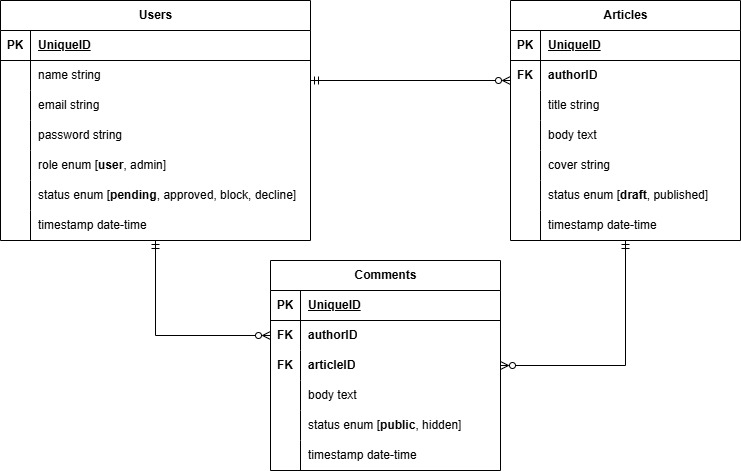 Users
PK UniqueID
name string
email string
password string
role enum [user, admin]
status enum [pending, approved, block, decline]
timestamp date-time
Articles
PK UniqueID
FK authorID
title string
body text
cover string
status enum [draft, published]
timestamp date-time
Comments
PK UniqueID
FK authorID
FK articleID
body text
status enum [public, hidden]
timestamp date-time